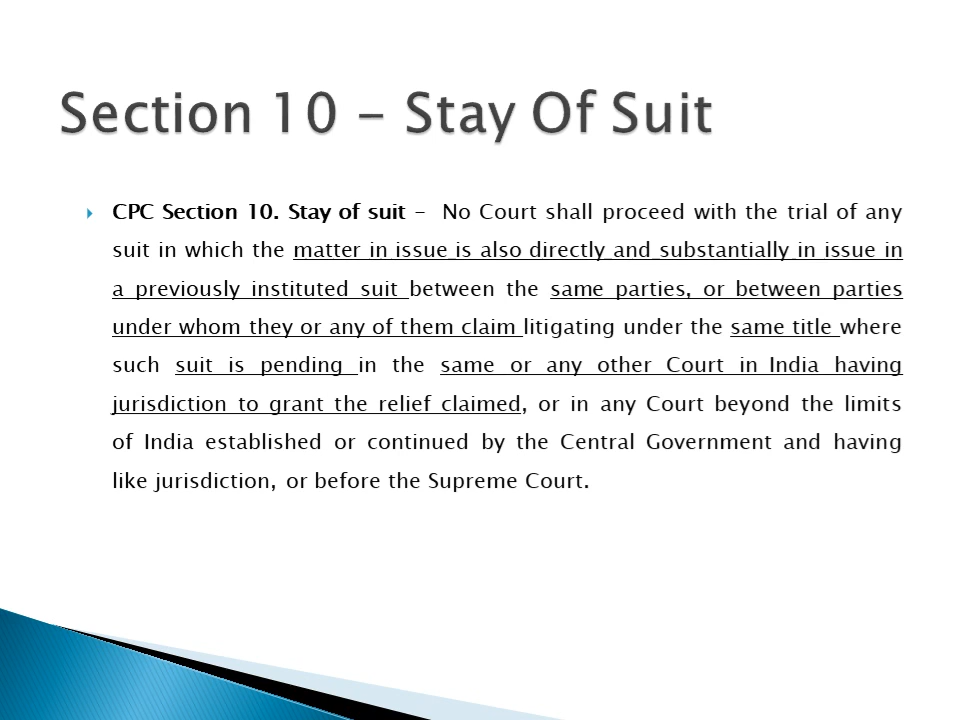 Section 10 - Stay Of Suit
CPC Section 10. Stay of suit - No Court shall proceed with the trial of any
suit in which the matter in issue is also directly and substantially in issue in
a previously instituted suit between the same parties, or between parties
under whom they or any of them claim litigating under the same title where
such suit is pending in the same or any other Court in India having
jurisdiction to grant the relief claimed, or in any Court beyond the limits
of India established or continued by the Central Government and having
like jurisdiction, or before the Supreme Court.